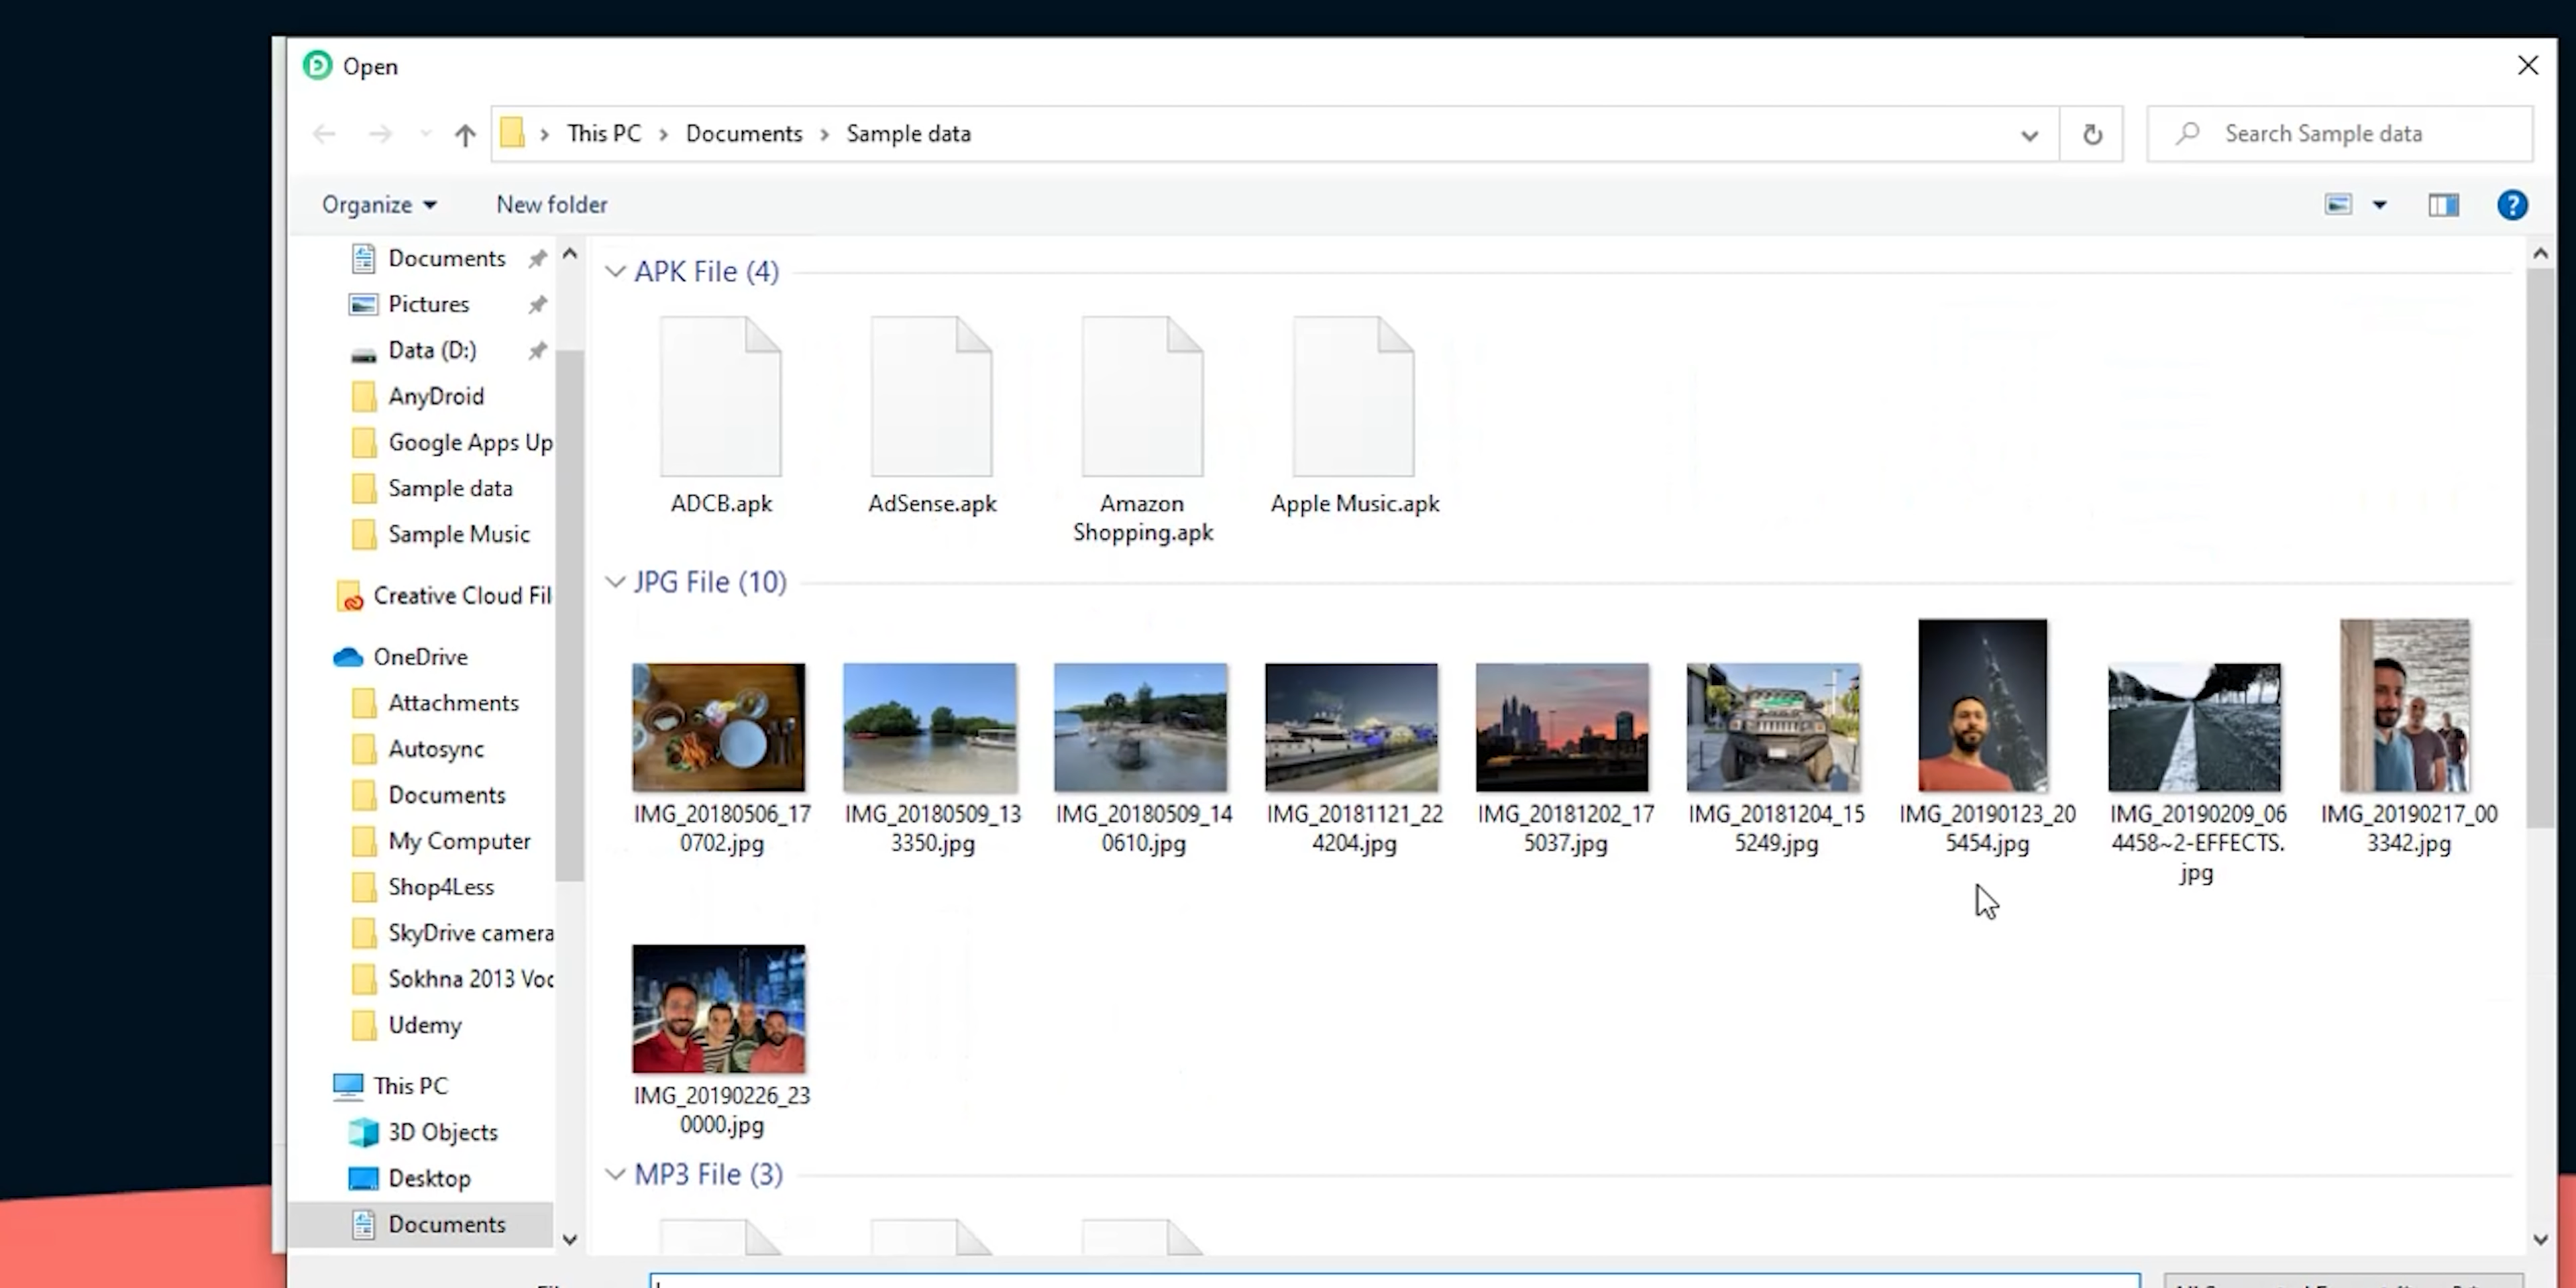 Open
This PC > Documents > Sample data
Search Sample data
Organize
New folder
Documents
Pictures
Data (D:)
AnyDroid
Google Apps Up
Sample data
Sample Music
Creative Cloud Fil
OneDrive
Attachments
Autosync
Documents
My Computer
Shop4Less
SkyDrive camera
Sokhna 2013 Voc
Udemy
This PC
3D Objects
Desktop
Documents
APK File (4)
ADCB.apk
AdSense.apk
Amazon
Shopping.apk
Apple Music.apk
JPG File (10)
IMG_20180506_17
0702.jpg
IMG_20180509_13
3350.jpg
IMG_20180509_14
0610.jpg
IMG_20181121_22
4204.jpg
IMG_20181202_17
5037.jpg
IMG_20181204_15
5249.jpg
IMG_20190123_20
5454.jpg
IMG_20190209_06
4458~2-EFFECTS.
jpg
IMG_20190217_00
3342.jpg
IMG_20190226_23
0000.jpg
MP3 File (3)